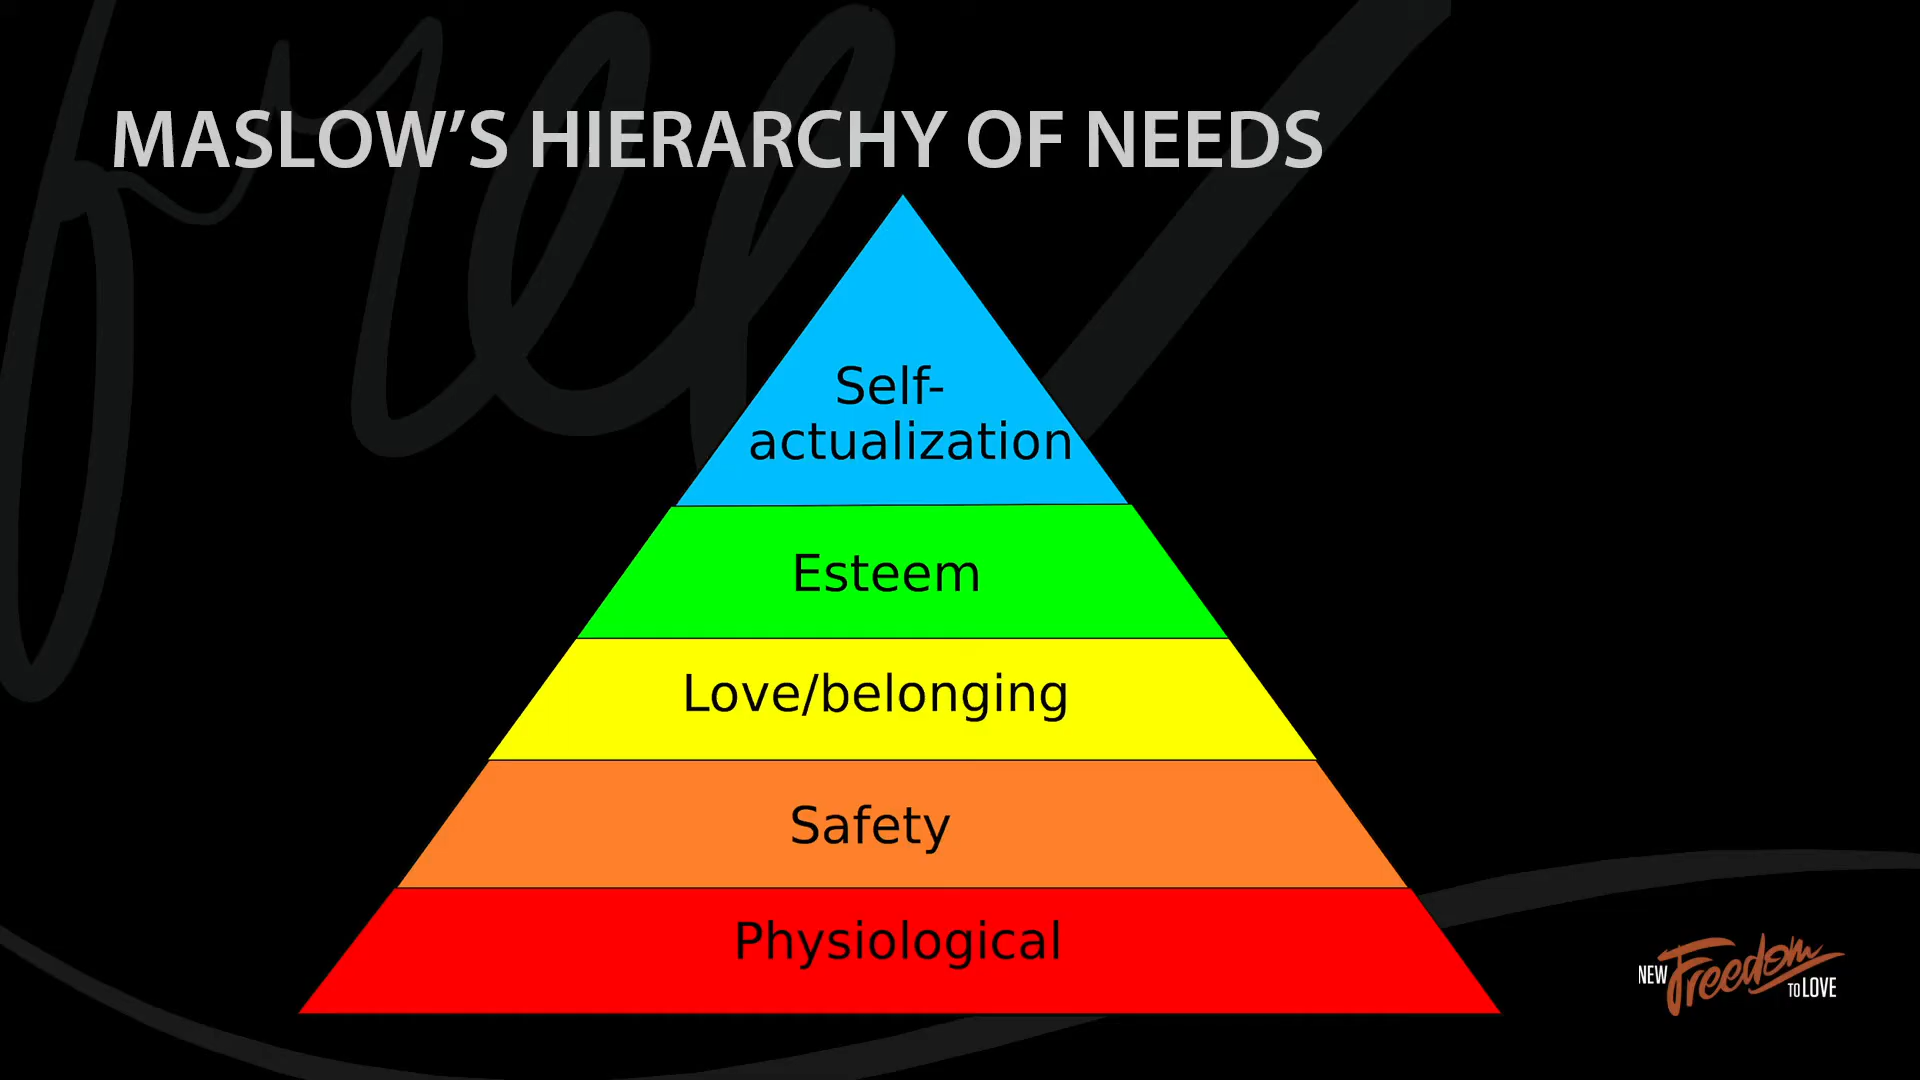 MASLOW’S HIERARCHY OF NEEDS
Self-
actualization
Esteem
Love/belonging
Safety
Physiological
NEW Freedom TO LOVE